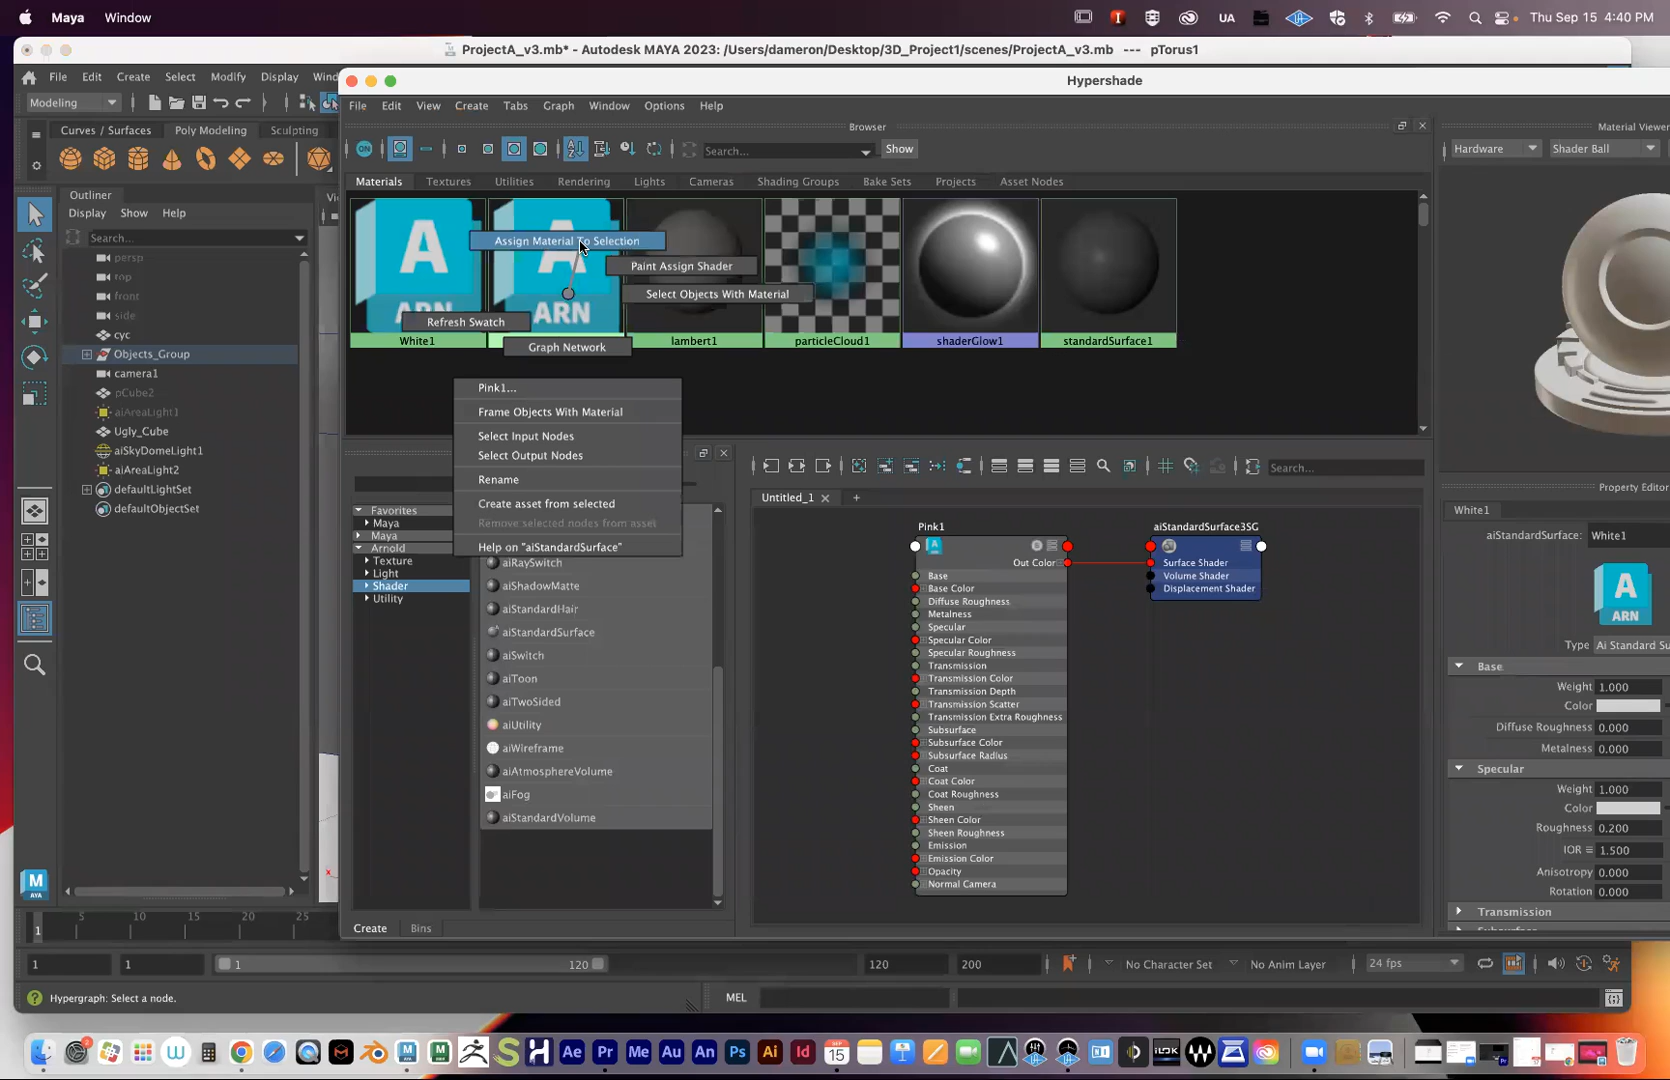 Maya Window
UA
Thu Sep 15 4:40 PM
ProjectA_v3.mb* - Autodesk MAYA 2023: /Users/dameron/Desktop/3D_Project1/scenes/ProjectA_v3.mb --- pTorus1
File Edit Create Select Modify Display
Hypershade
Modeling
File Edit View Create Tabs Graph Window Options Help
Curves / Surfaces Poly Modeling Sculpting
Browser
Material Viewer
ON
Search...
Show
Hardware
Shader Ball
Materials Textures Utilities Rendering Lights Cameras Shading Groups Bake Sets Projects Asset Nodes
Outliner
Display Show Help
Search...
persp
top
front
side
cyc
Objects_Group
camera1
pCube2
aiAreaLight1
Ugly_Cube
aiSkyDomeLight1
aiAreaLight2
defaultLightSet
defaultObjectSet
Assign Material To Selection
Paint Assign Shader
Select Objects With Material
Refresh Swatch
Graph Network
White1
lambert1
particleCloud1
shaderGlow1
standardSurface1
Pink1...
Frame Objects With Material
Select Input Nodes
Select Output Nodes
Rename
Create asset from selected
Remove selected nodes from asset
Help on "aiStandardSurface"
Favorites
Maya
Maya
Arnold
Texture
Light
Shader
Utility
aiRaySwitch
aiShadowMatte
aiStandardHair
aiStandardSurface
aiSwitch
aiToon
aiTwoSided
aiUtility
aiWireframe
aiAtmosphereVolume
aiFog
aiStandardVolume
Create Bins
Search...
Untitled_1
Pink1
Out Color
Base
Base Color
Diffuse Roughness
Metalness
Specular
Specular Color
Specular Roughness
Transmission
Transmission Color
Transmission Depth
Transmission Scatter
Transmission Extra Roughness
Subsurface
Subsurface Color
Subsurface Radius
Coat
Coat Color
Coat Roughness
Sheen
Sheen Color
Sheen Roughness
Emission
Emission Color
Opacity
Normal Camera
aiStandardSurface3SG
Surface Shader
Volume Shader
Displacement Shader
Property Editor
White1
aiStandardSurface: White1
Type Ai Standard Su
Base
Weight 1.000
Color
Diffuse Roughness 0.000
Metalness 0.000
Specular
Weight 1.000
Color
Roughness 0.200
IOR 1.500
Anisotropy 0.000
Rotation 0.000
Transmission
5 10 15 20 25
1
1 1 1 120 120 200 No Character Set No Anim Layer 24 fps
Hypergraph: Select a node.
MEL